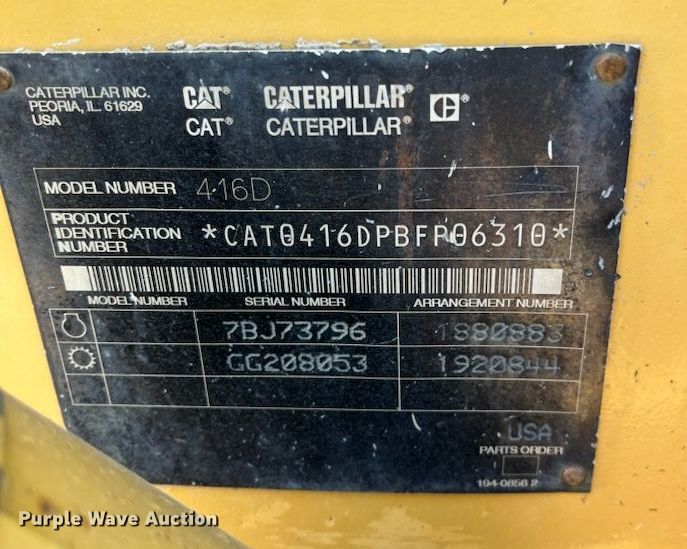 CATERPILLAR INC.
PEORIA, IL. 61629
USA
CAT® CATERPILLAR® ®
CAT® CATERPILLAR®
MODEL NUMBER 416D
PRODUCT
IDENTIFICATION
NUMBER
*CAT0416DPBFP06310*
MODEL NUMBER SERIAL NUMBER ARRANGEMENT NUMBER
7BJ73796 1880883
GG208053 1920844
USA
PARTS ORDER
194-0856 2
Purple Wave Auction